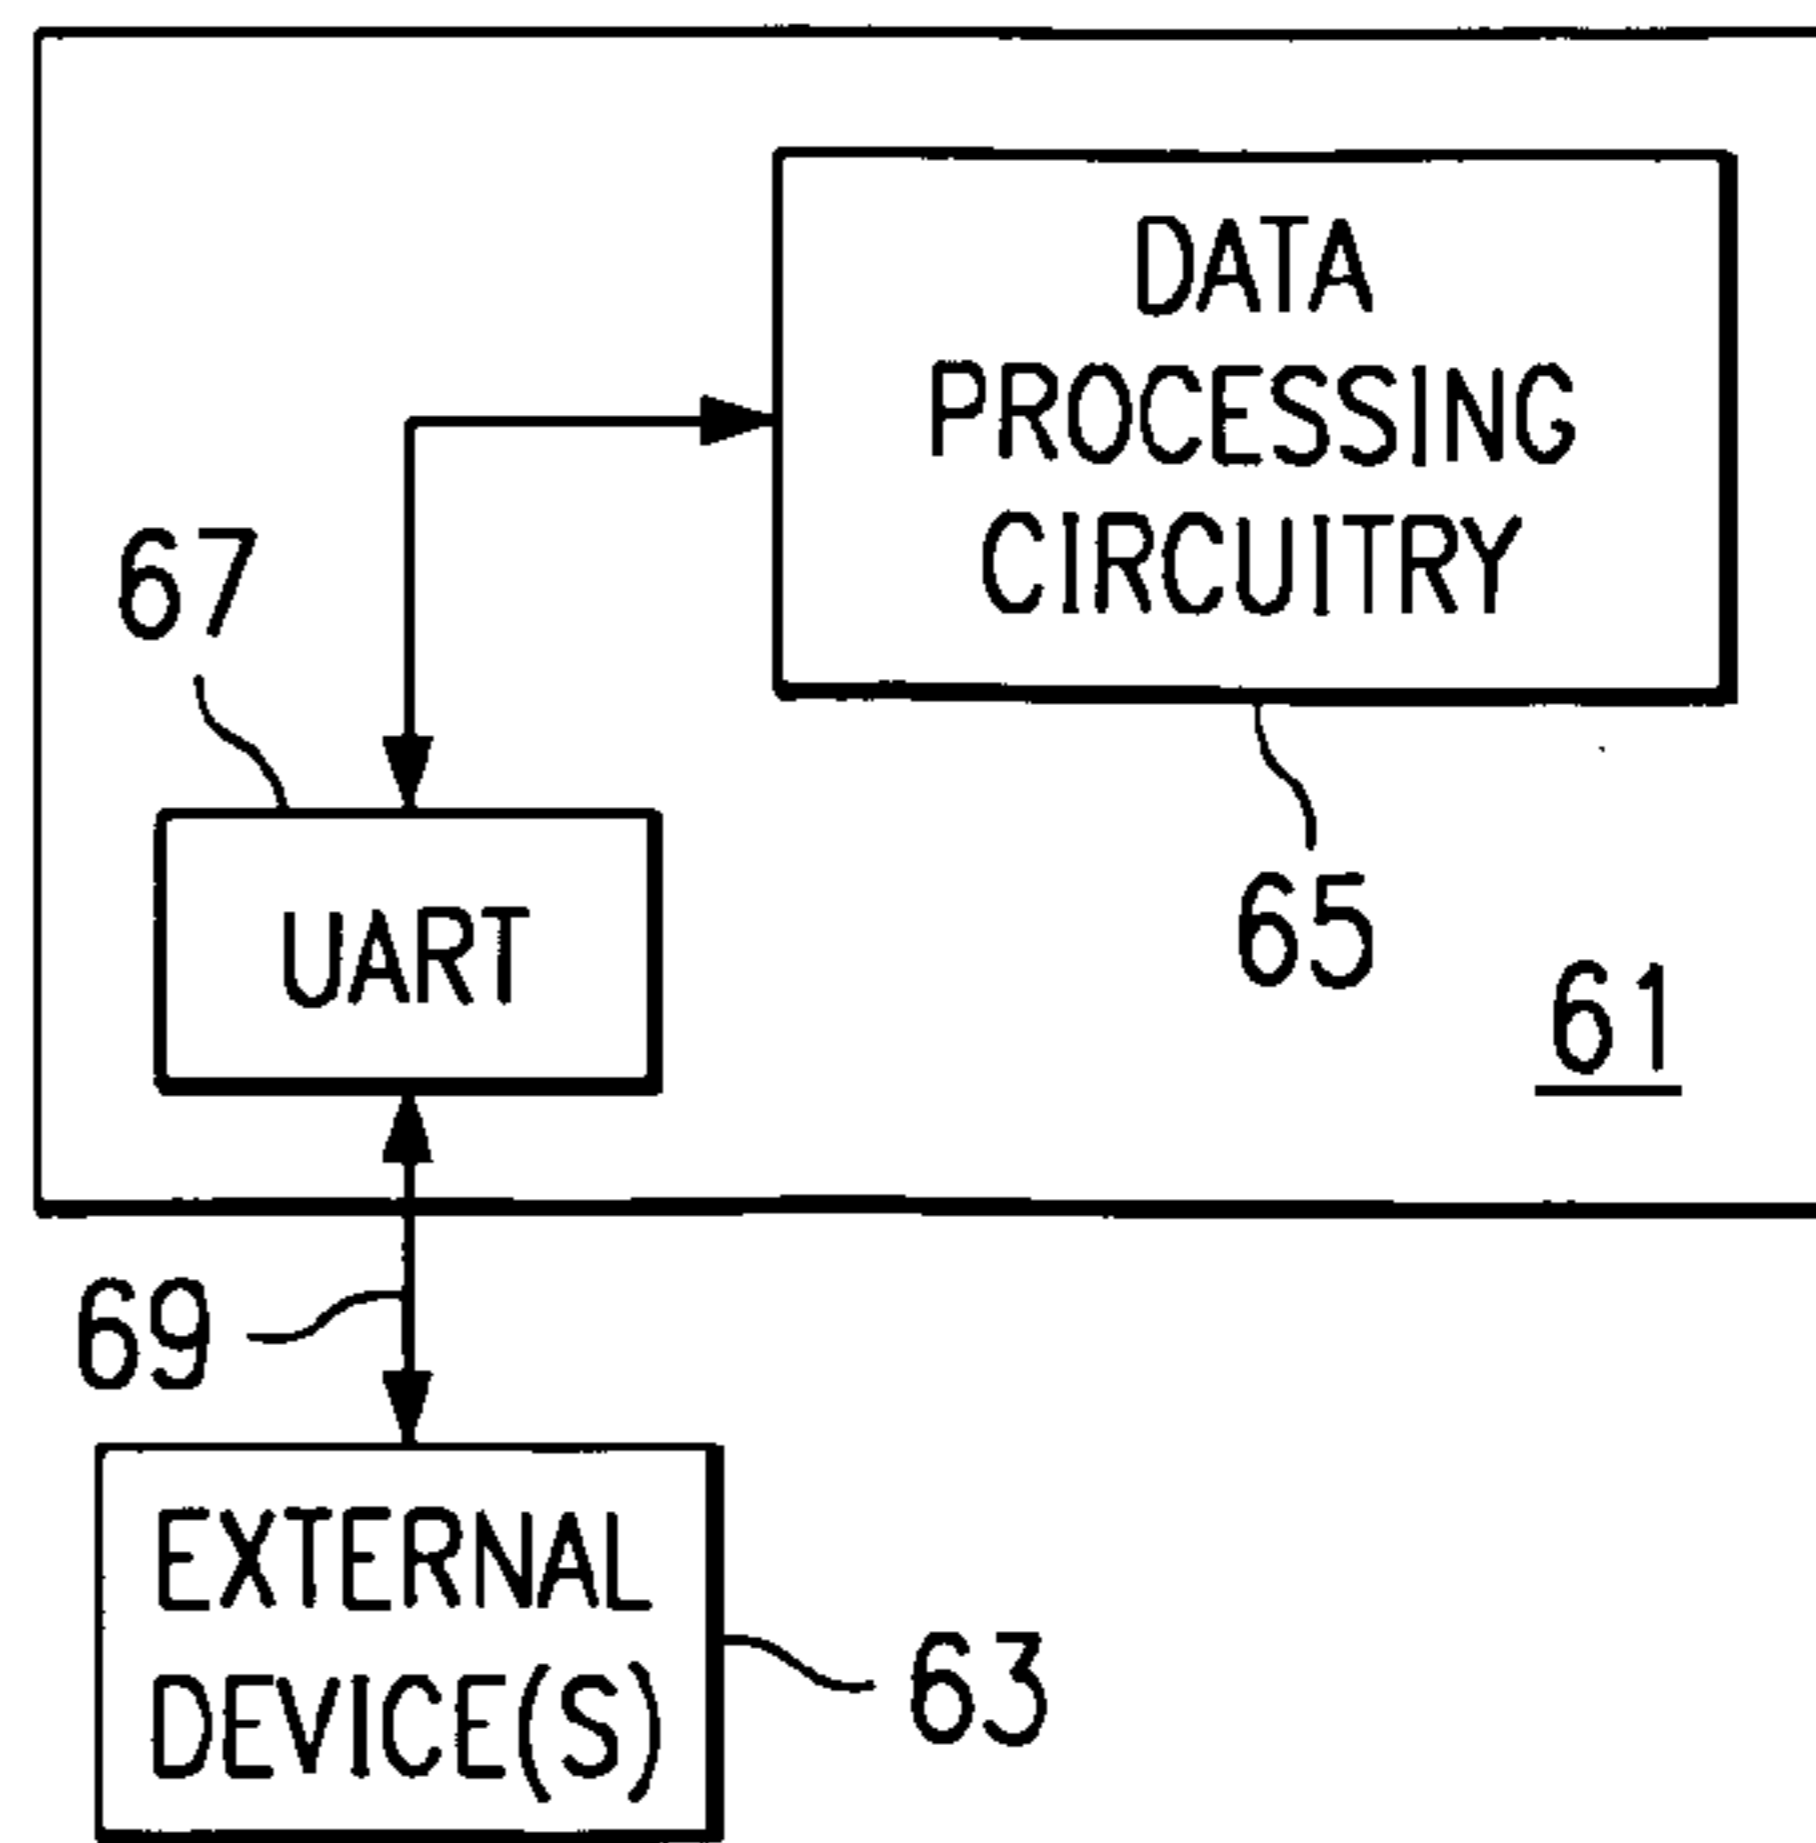 DATA
PROCESSING
CIRCUITRY
67
UART
65
61
69
EXTERNAL
DEVICE(S)
63